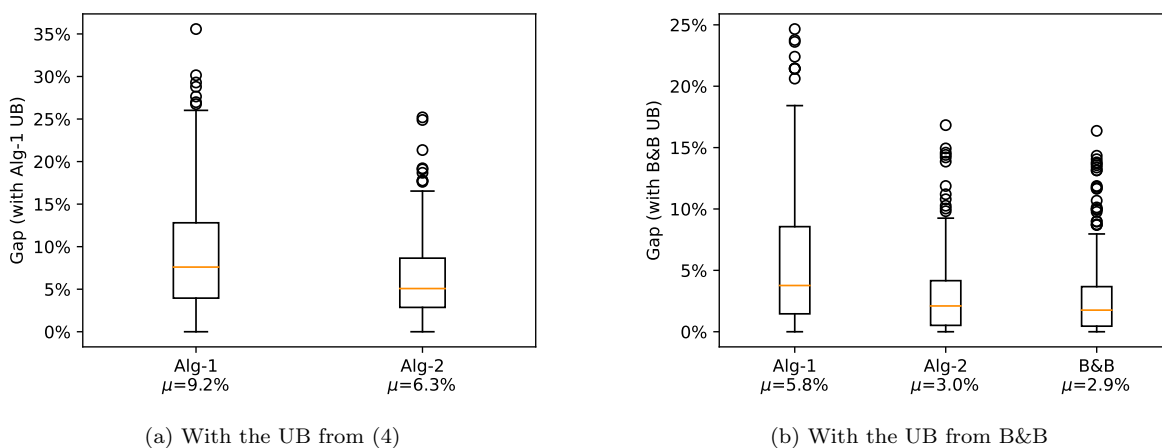 Gap (with Alg-1 UB)
35%
30%
25%
20%
15%
10%
5%
0%
Alg-1
μ=9.2%
Alg-2
μ=6.3%
(a) With the UB from (4)
Gap (with B&B UB)
25%
20%
15%
10%
5%
0%
Alg-1
μ=5.8%
Alg-2
μ=3.0%
B&B
μ=2.9%
(b) With the UB from B&B